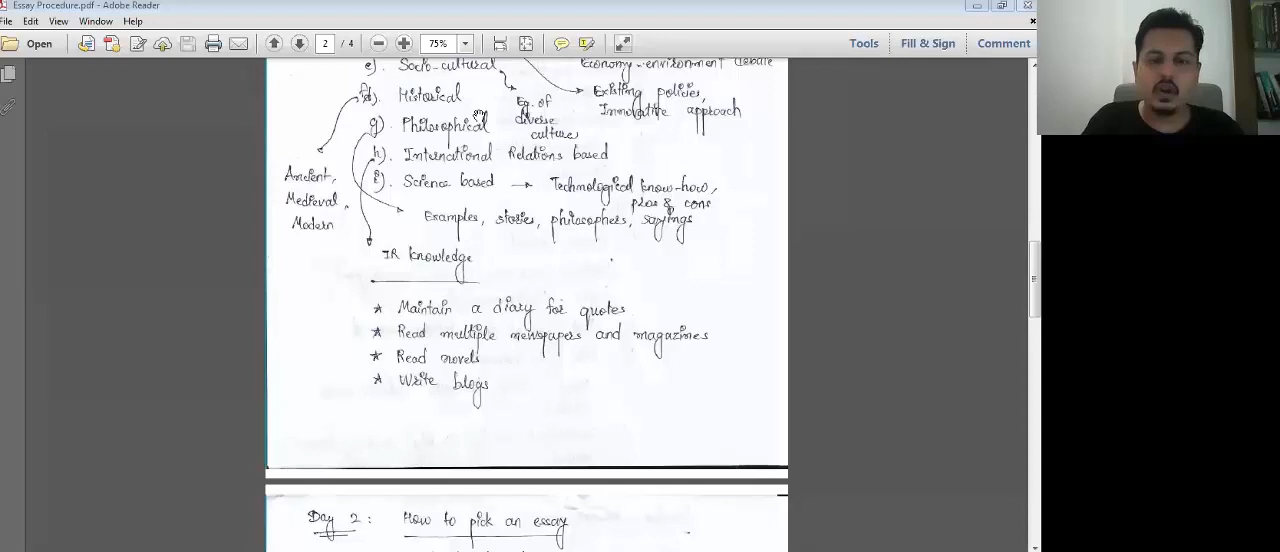 Essay Procedure.pdf - Adobe Reader
File Edit View Window Help
Open 2 / 4 75% Tools Fill & Sign Comment
e). Socio-cultural
Economy-environment debate
Eg. of diverse cultures
Existing policies,
Innovative approach
f). Historical
g). Philosophical
h). International Relations based
i). Science based → Technological know-how,
pros & cons
Ancient,
Medieval,
Modern
Examples, stories, philosophers, sayings
IR knowledge
* Maintain a diary for quotes
* Read multiple newspapers and magazines
* Read novels
* Write blogs
Day 2: How to pick an essay